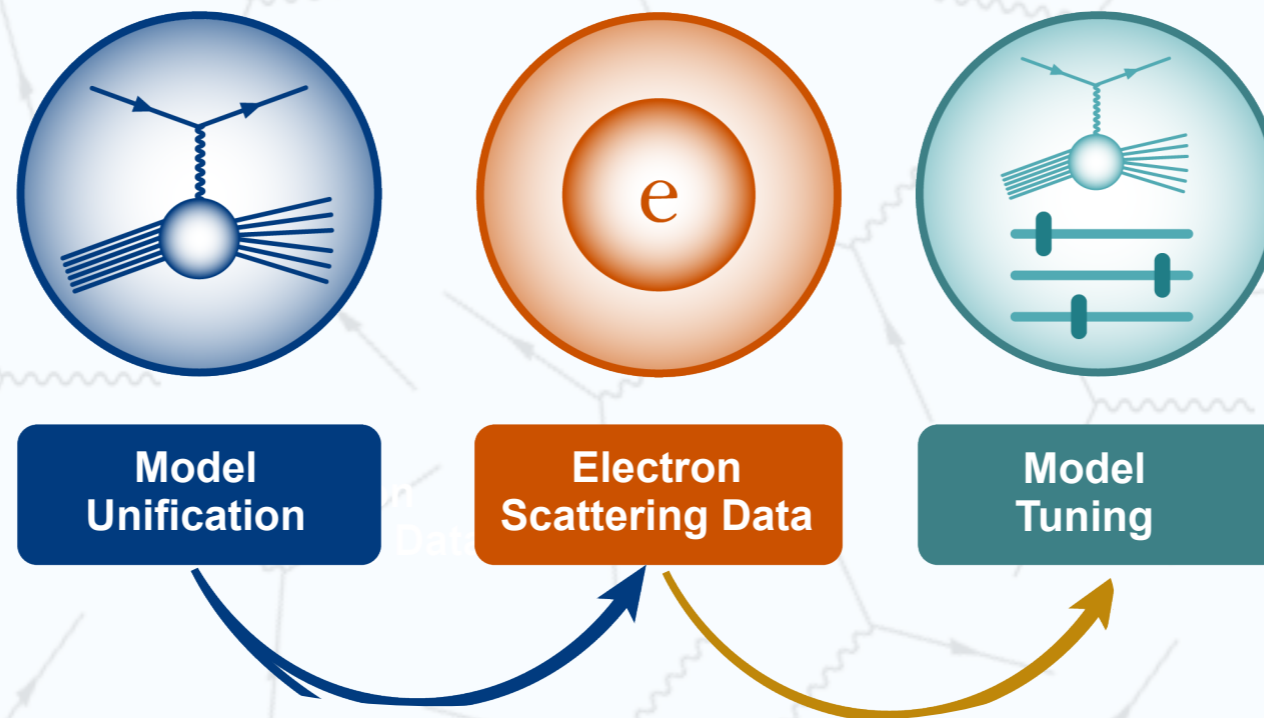 e
Model
Unification
Electron
Scattering Data
Model
Tuning